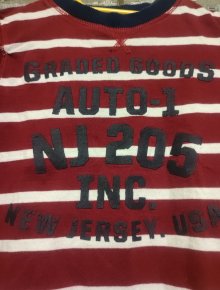 GRADED GOODS
AUTO-1
NJ 205
INC.
NEW JERSEY. USA